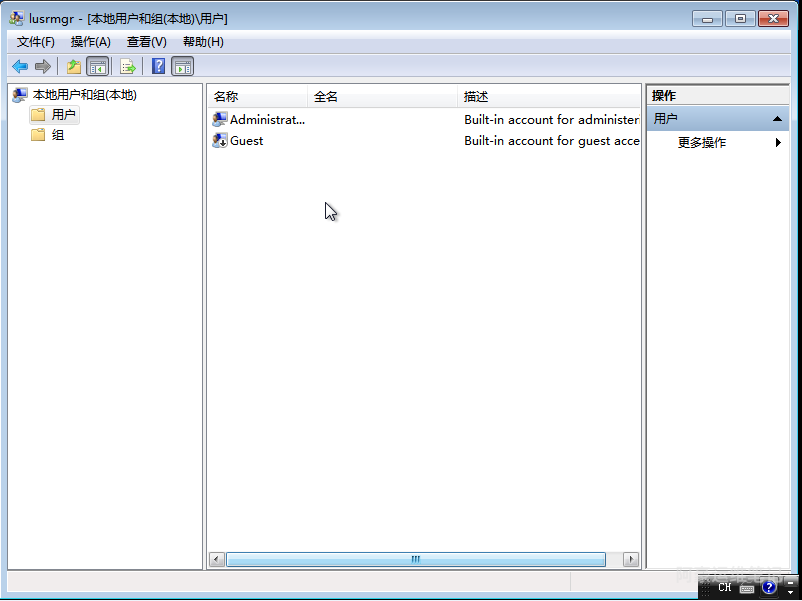 lusrmgr - [本地用户和组(本地)\用户]
文件(F) 操作(A) 查看(V) 帮助(H)
本地用户和组(本地)
用户
组
名称 全名 描述
Administrat... Built-in account for administer
Guest Built-in account for guest acce
操作
用户
更多操作
CH